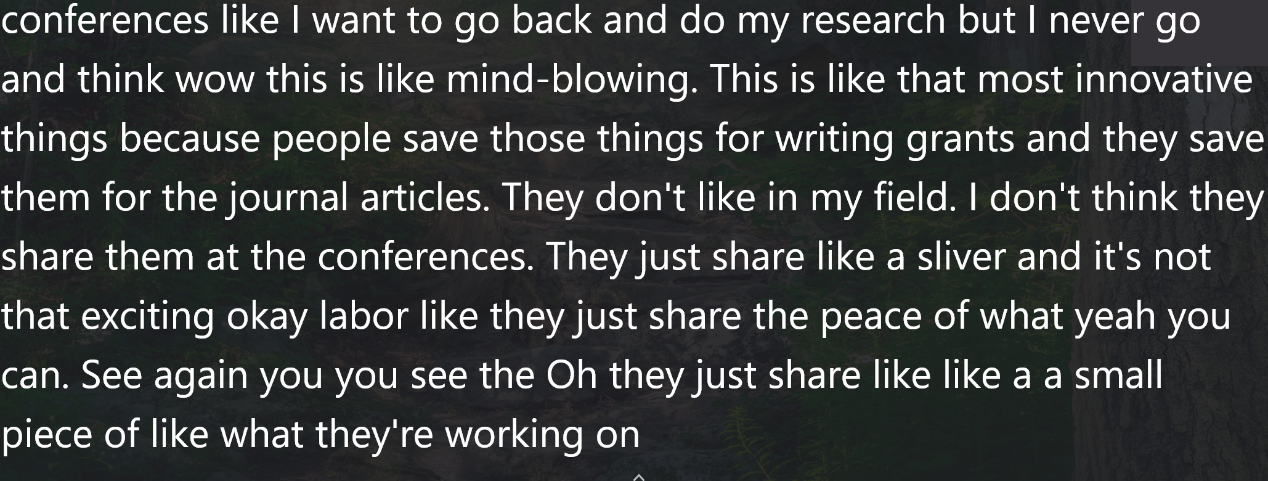 conferences like I want to go back and do my research but I never go
and think wow this is like mind-blowing. This is like that most innovative
things because people save those things for writing grants and they save
them for the journal articles. They don't like in my field. I don't think they
share them at the conferences. They just share like a sliver and it's not
that exciting okay labor like they just share the peace of what yeah you
can. See again you you see the Oh they just share like like a a small
piece of like what they're working on